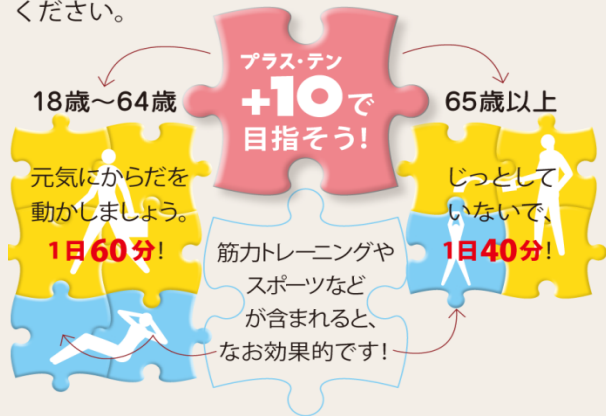 ください。
プラス・テン
+10で
目指そう!
18歳~64歳
元気にからだを
動かしましょう。
1日60分!
65歳以上
じっとして
いないで、
1日40分!
筋力トレーニングや
スポーツなど
が含まれると、
なお効果的です!